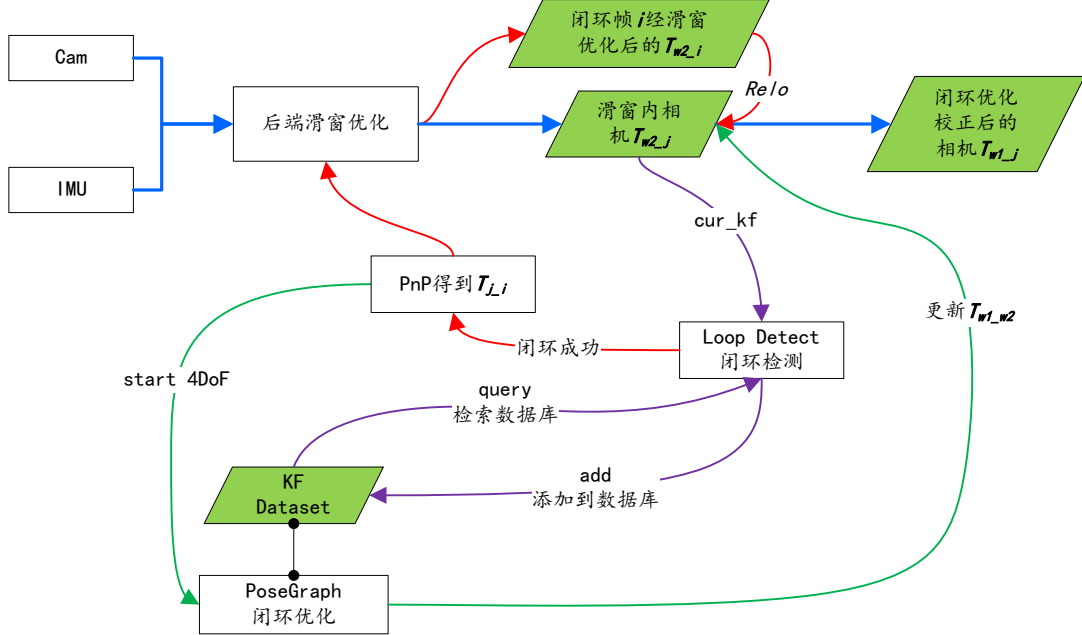 闭环帧i经滑窗
优化后的Tw2_i
Cam
Relo
后端滑窗优化
滑窗内相
机Tw2_j
闭环优化
校正后的
相机Tw1_j
IMU
cur_kf
PnP得到Tj_i
更新Tw1_w2
闭环成功
Loop Detect
闭环检测
start 4DoF
query
检索数据库
KF
Dataset
add
添加到数据库
PoseGraph
闭环优化